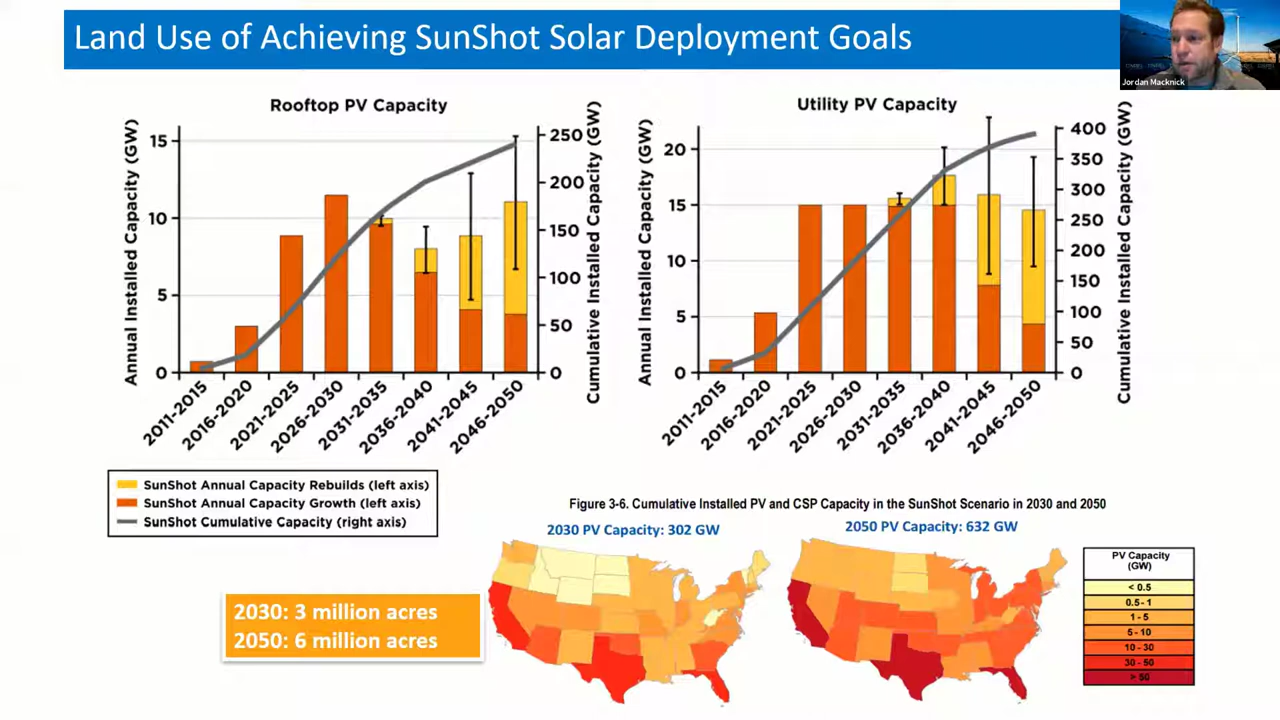 Land Use of Achieving SunShot Solar Deployment Goals
Jordan Macknick
Rooftop PV Capacity
Annual Installed Capacity (GW)
15
10
5
0
250
200
150
100
50
0
Cumulative Installed Capacity (GW)
2011-2015
2016-2020
2021-2025
2026-2030
2031-2035
2036-2040
2041-2045
2046-2050
Utility PV Capacity
Annual Installed Capacity (GW)
20
15
10
5
0
400
350
300
250
200
150
100
50
0
Cumulative Installed Capacity (GW)
2011-2015
2016-2020
2021-2025
2026-2030
2031-2035
2036-2040
2041-2045
2046-2050
SunShot Annual Capacity Rebuilds (left axis)
SunShot Annual Capacity Growth (left axis)
SunShot Cumulative Capacity (right axis)
Figure 3-6. Cumulative Installed PV and CSP Capacity in the SunShot Scenario in 2030 and 2050
2030 PV Capacity: 302 GW
2050 PV Capacity: 632 GW
PV Capacity
(GW)
< 0.5
0.5 - 1
1 - 5
5 - 10
10 - 30
30 - 50
> 50
2030: 3 million acres
2050: 6 million acres